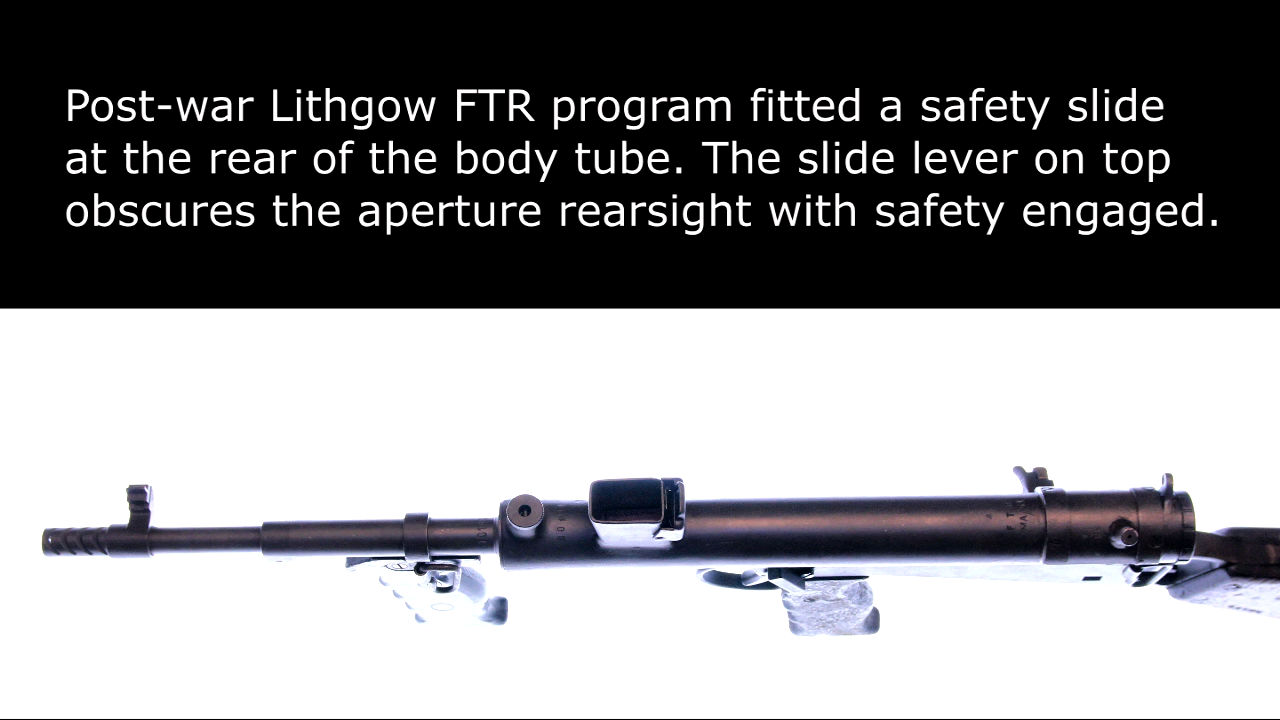 Post-war Lithgow FTR program fitted a safety slide
at the rear of the body tube. The slide lever on top
obscures the aperture rearsight with safety engaged.